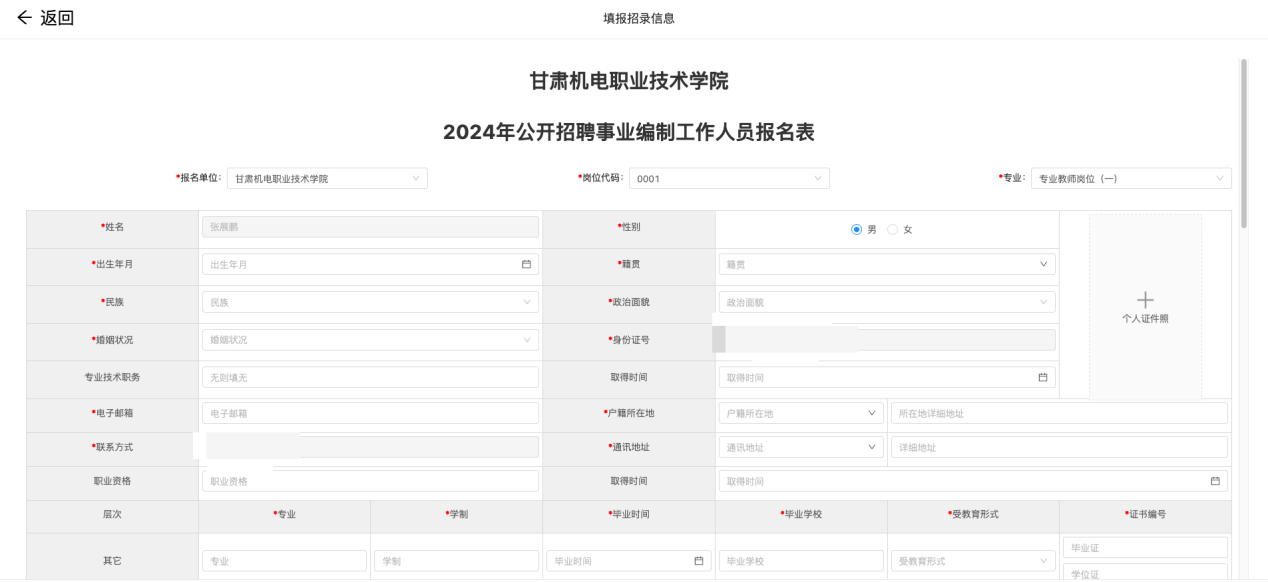 返回
填报招录信息
甘肃机电职业技术学院
2024年公开招聘事业编制工作人员报名表
*报名单位: 甘肃机电职业技术学院 *岗位代码: 0001 *专业: 专业教师岗位（一）
*姓名 张展鹏 *性别 男 女
*出生年月 出生年月 *籍贯 籍贯
*民族 民族 *政治面貌 政治面貌
个人证件照
*婚姻状况 婚姻状况 *身份证号
专业技术职务 无则填无 取得时间 取得时间
*电子邮箱 电子邮箱 *户籍所在地 户籍所在地 所在地详细地址
*联系方式 *通讯地址 通讯地址 详细地址
职业资格 职业资格 取得时间 取得时间
层次 *专业 *学制 *毕业时间 *毕业学校 *受教育形式 *证书编号
其它 专业 学制 毕业时间 毕业学校 受教育形式 毕业证
学位证